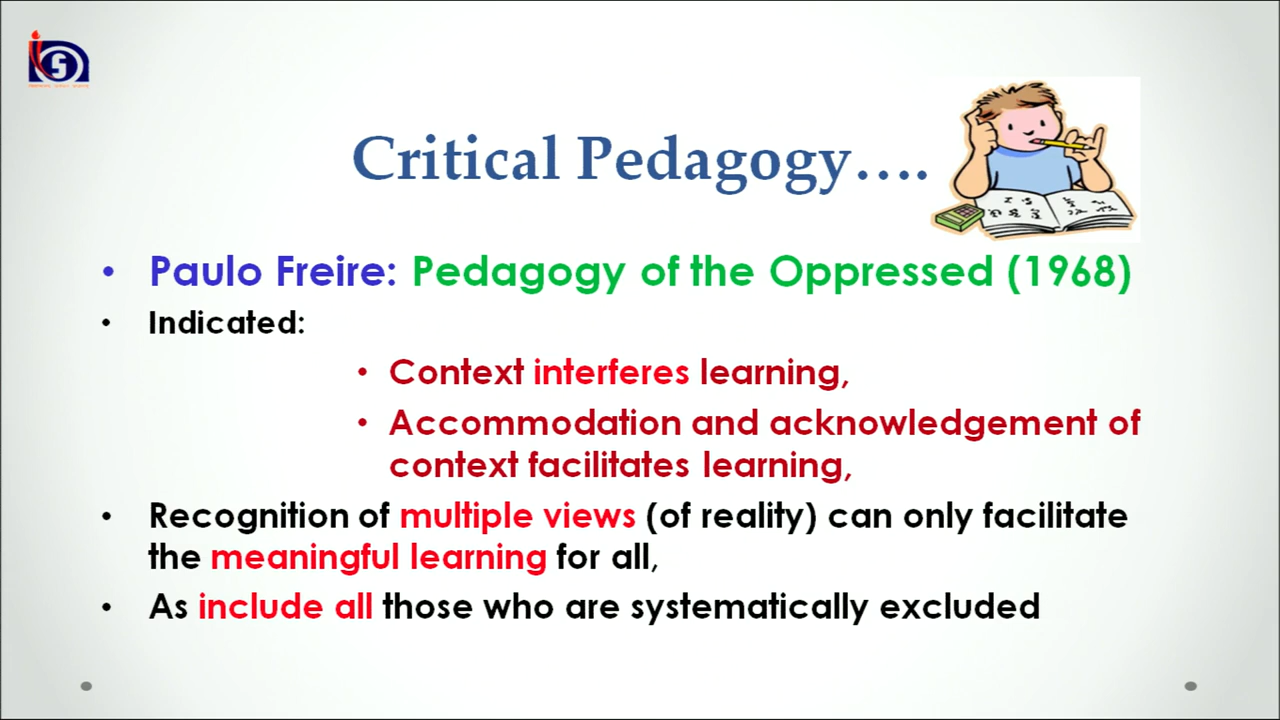 Critical Pedagogy….
• Paulo Freire: Pedagogy of the Oppressed (1968)
• Indicated:
• Context interferes learning,
• Accommodation and acknowledgement of
context facilitates learning,
• Recognition of multiple views (of reality) can only facilitate
the meaningful learning for all,
• As include all those who are systematically excluded